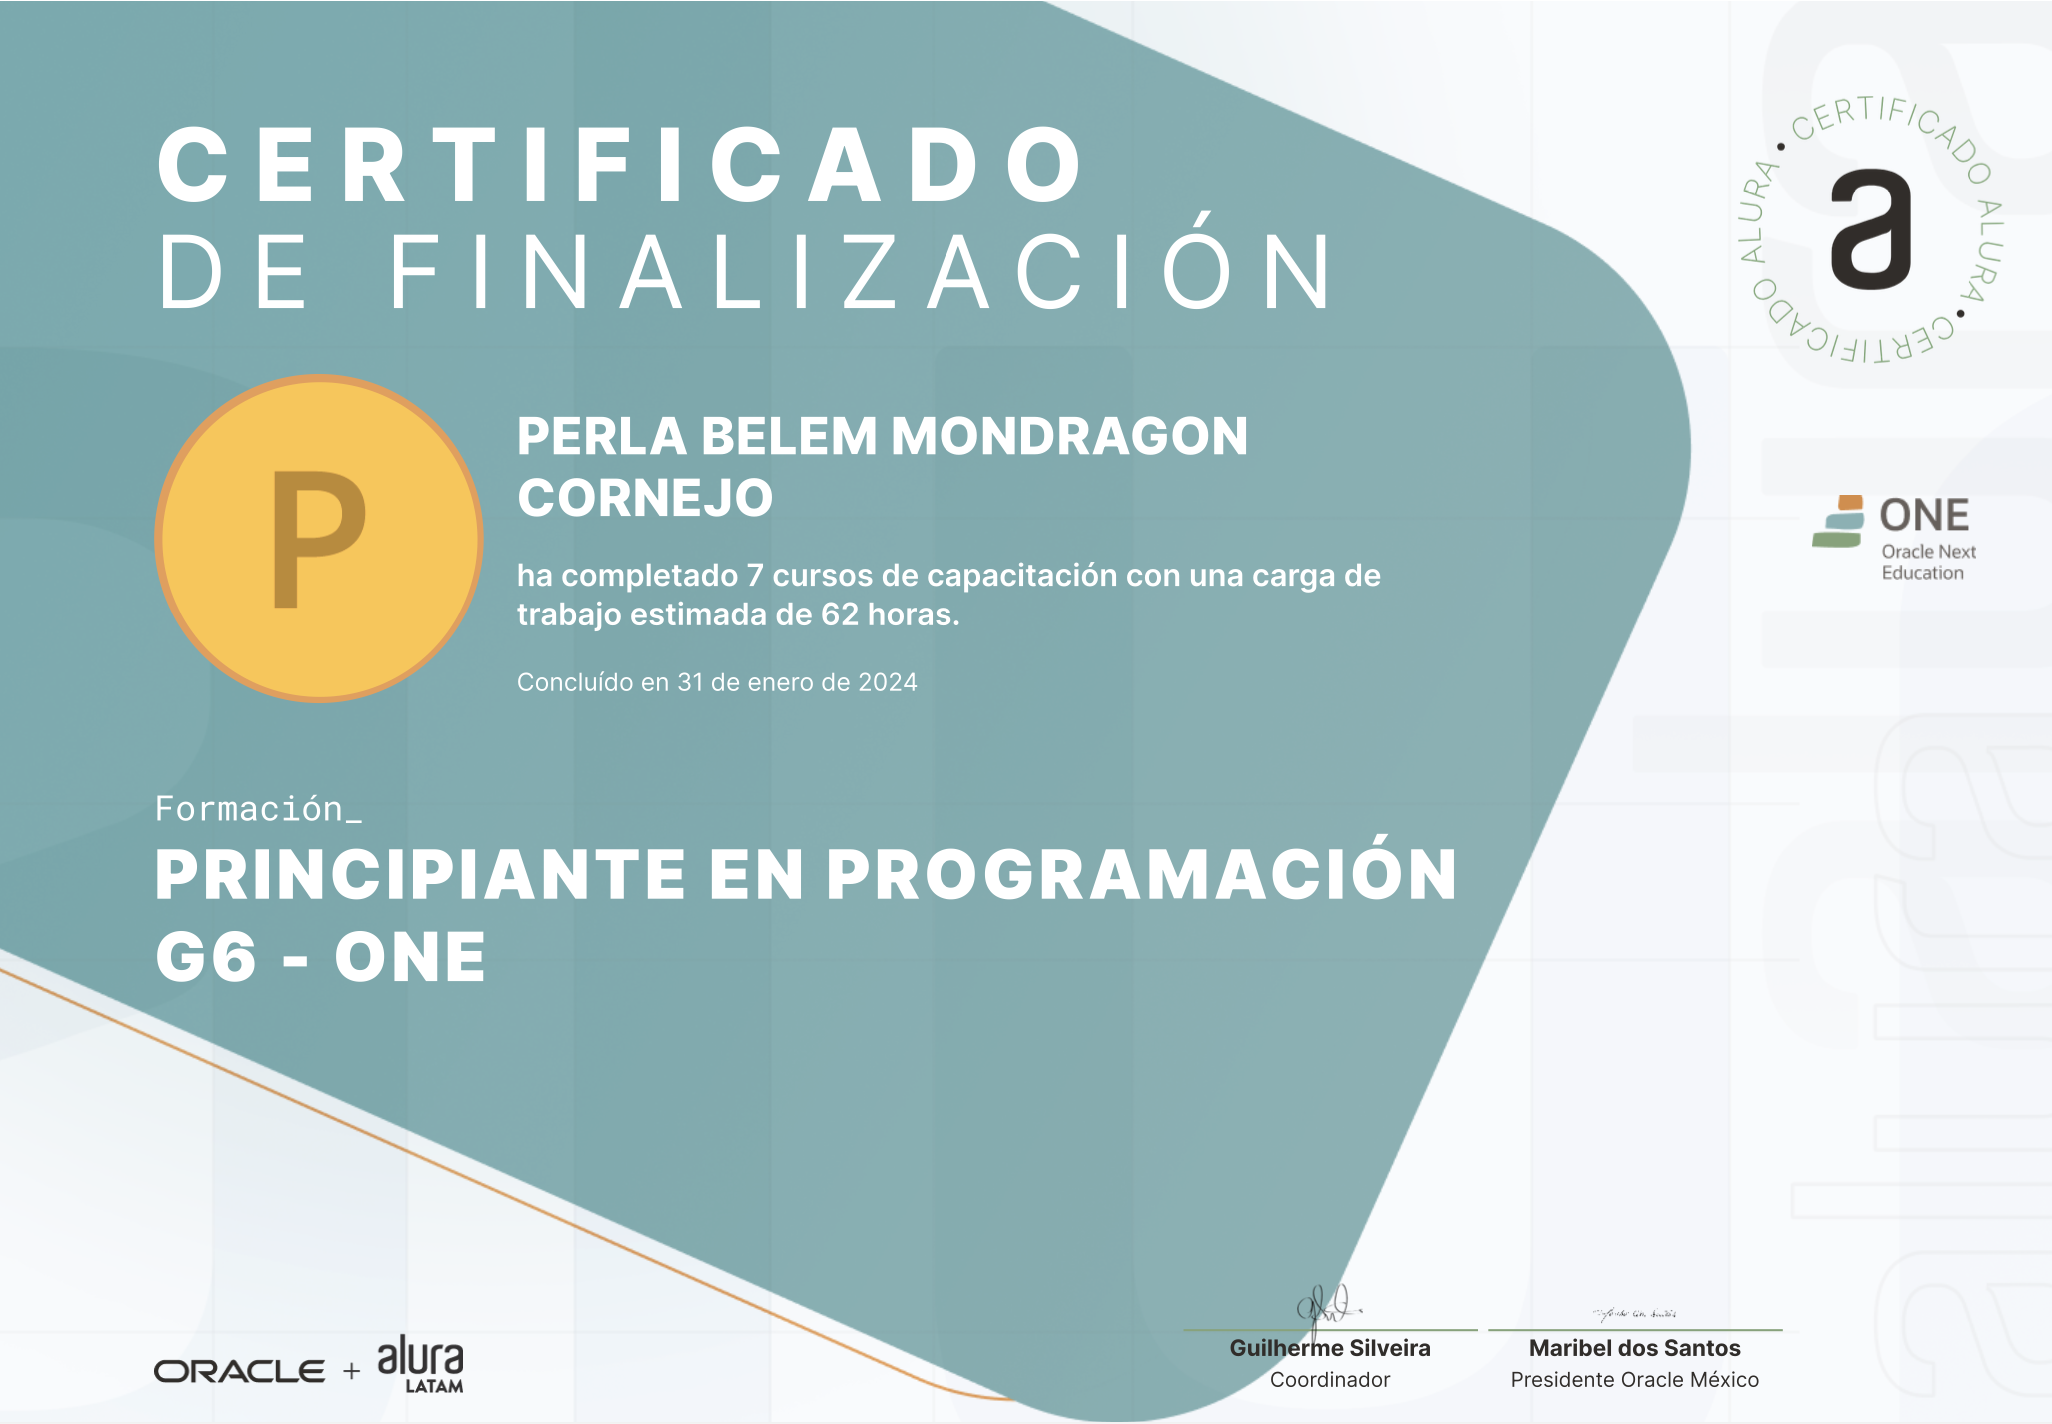 CERTIFICADO
DE FINALIZACIÓN
CERTIFICADO ALURA • CERTIFICADO ALURA •
a
P
PERLA BELEM MONDRAGON
CORNEJO
ha completado 7 cursos de capacitación con una carga de
trabajo estimada de 62 horas.
Concluído en 31 de enero de 2024
ONE
Oracle Next
Education
Formación_
PRINCIPIANTE EN PROGRAMACIÓN
G6 - ONE
ORACLE + alura
LATAM
Guilherme Silveira
Coordinador
Maribel dos Santos
Presidente Oracle México
alura
alura